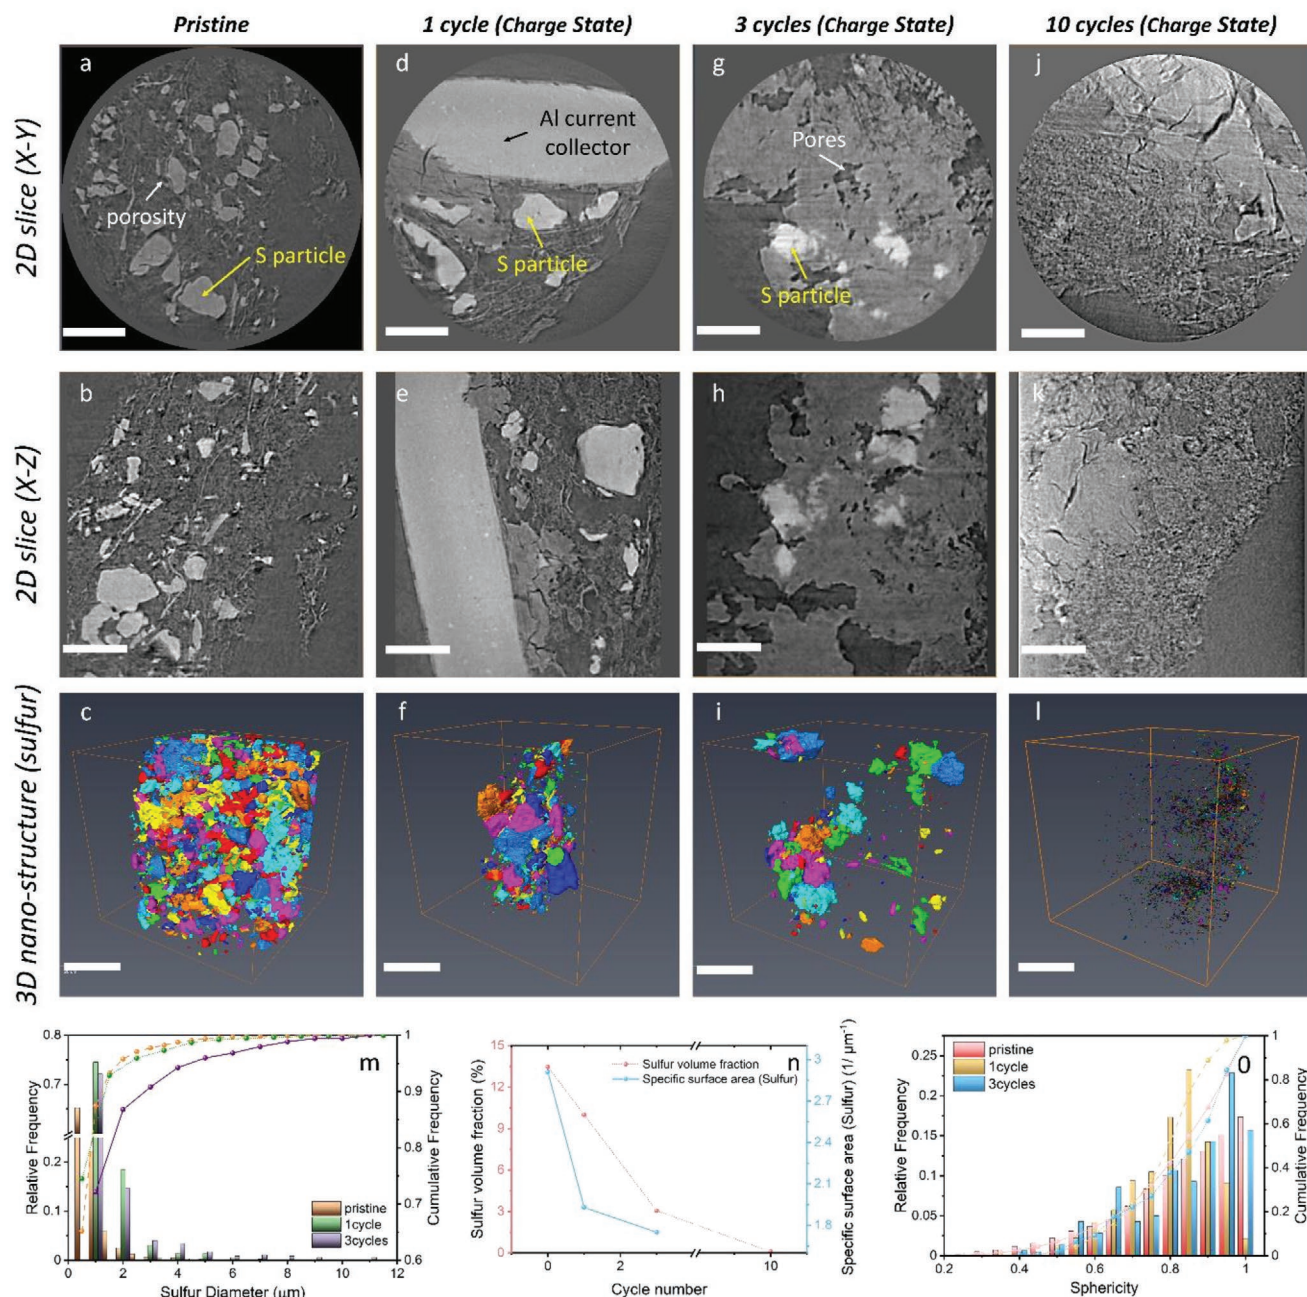 Pristine
1 cycle (Charge State)
3 cycles (Charge State)
10 cycles (Charge State)
2D slice (X-Y)
a
porosity
S particle
d
Al current
collector
S particle
g
Pores
S particle
j
2D slice (X-Z)
b
e
h
k
3D nano-structure (sulfur)
c
f
i
l
m
Relative Frequency
0.8
0.7
0.2
0.1
0
Cumulative Frequency
1
0.9
0.8
0.7
0.6
pristine
1cycle
3cycles
0 2 4 6 8 10 12
Sulfur Diameter (μm)
n
Sulfur volume fraction (%)
15
12
9
6
3
0
Sulfur volume fraction
Specific surface area (Sulfur)
Specific surface area (Sulfur) (1/ μm⁻¹)
3
2.7
2.4
2.1
1.8
0 2 10
Cycle number
o
Relative Frequency
0.25
0.2
0.15
0.1
0.05
0
pristine
1cycle
3cycles
Cumulative Frequency
1
0.8
0.6
0.4
0.2
0
0.2 0.4 0.6 0.8 1
Sphericity